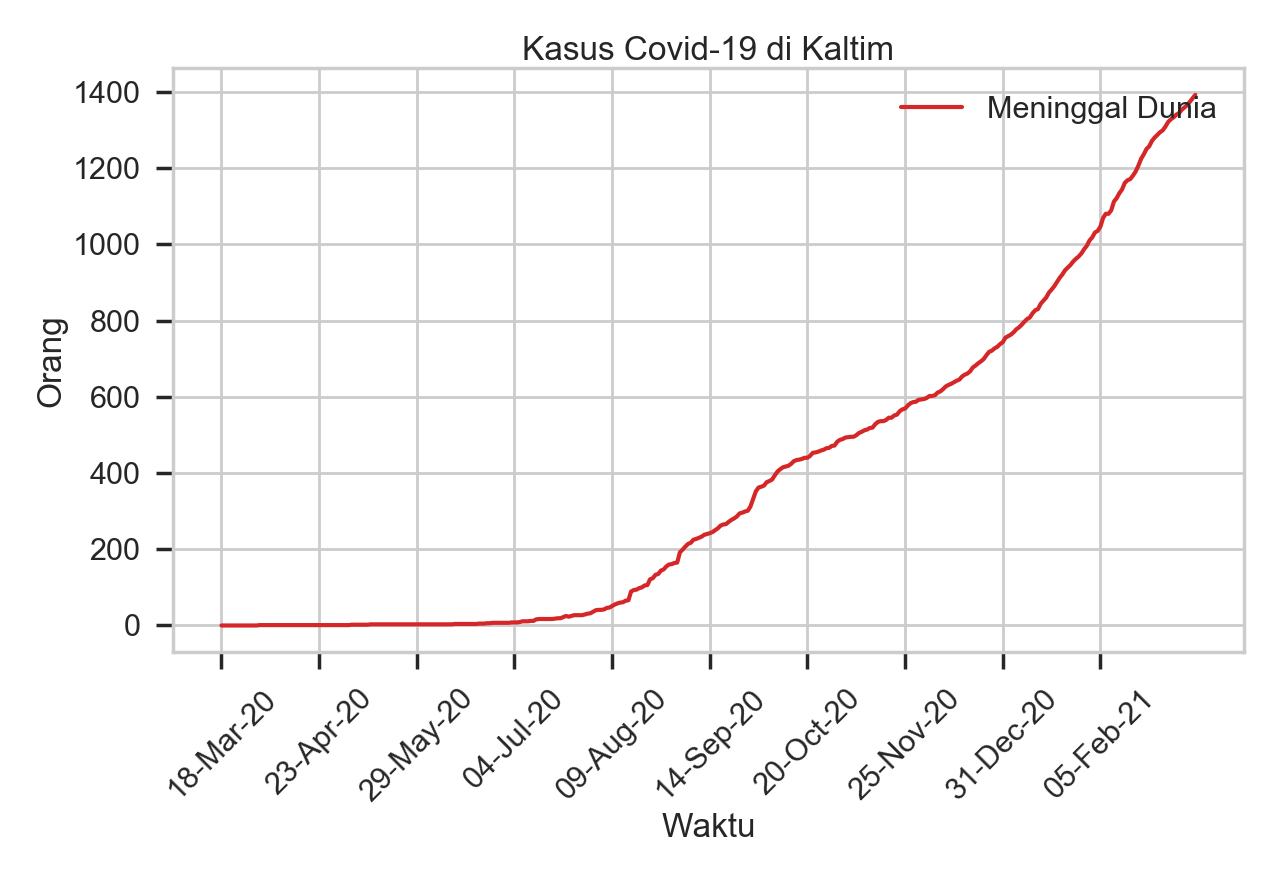 Kasus Covid-19 di Kaltim
Meninggal Dunia
1400
1200
1000
800
600
400
200
0
Orang
18-Mar-20
23-Apr-20
29-May-20
04-Jul-20
09-Aug-20
14-Sep-20
20-Oct-20
25-Nov-20
31-Dec-20
05-Feb-21
Waktu